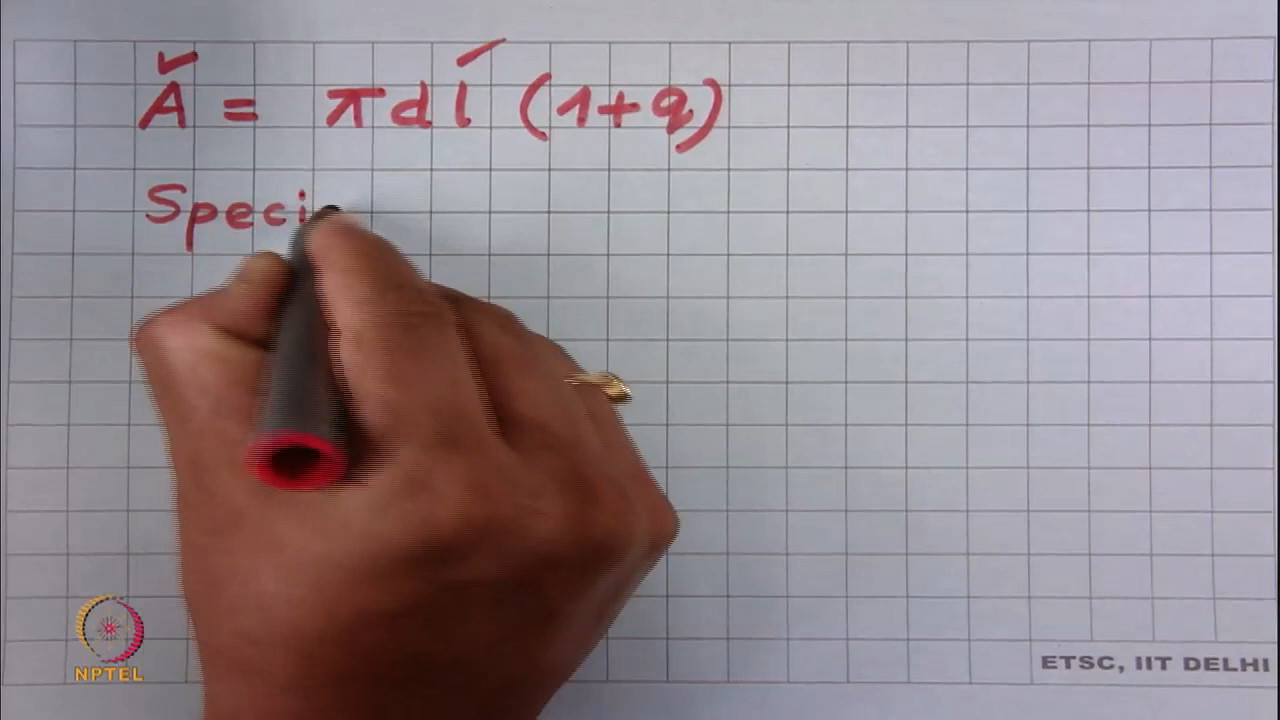 A = πdl (1+q)
Speci
NPTEL
ETSC, IIT DELHI